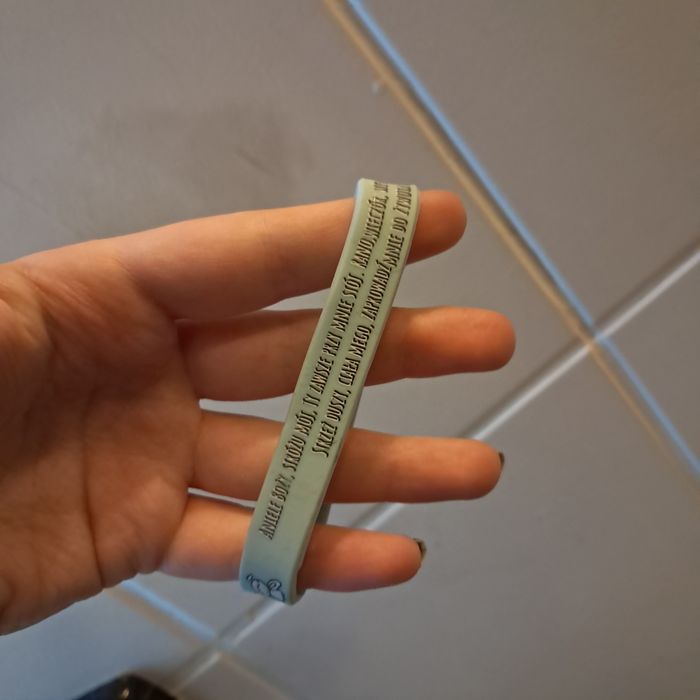 ANIELE BOŻY, STRÓŻU MÓJ, TY ZAWSZE PRZY MNIE STÓJ. RANO, WIECZÓR,
STRZEŻ DUSZY, CIAŁA MEGO, ZAPROWADŹ MNIE DO